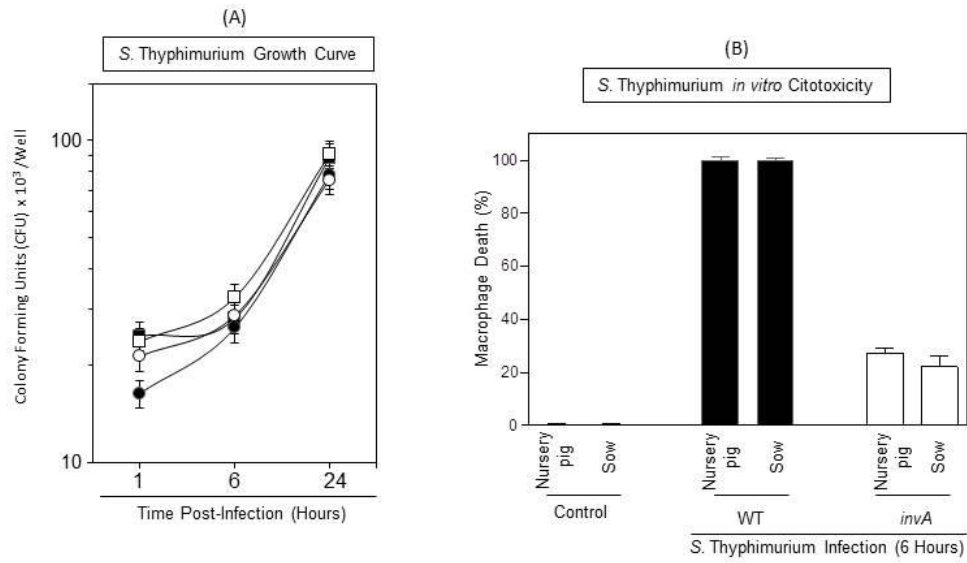 (A)
S. Thyphimurium Growth Curve
Colony Forming Units (CFU) x 10³/Well
100
10
1 6 24
Time Post-Infection (Hours)
(B)
S. Thyphimurium in vitro Citotoxicity
Macrophage Death (%)
100
80
60
40
20
0
Nursery pig Sow Nursery pig Sow Nursery pig Sow
Control WT invA
S. Thyphimurium Infection (6 Hours)